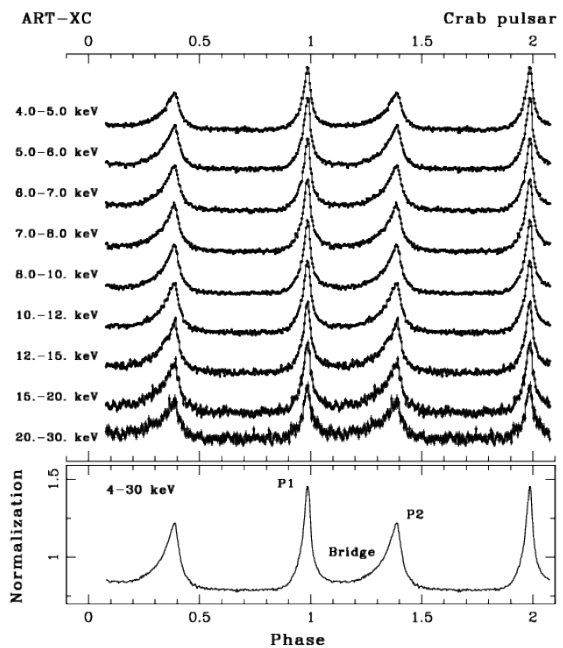 ART-XC Crab pulsar
0 0.5 1 1.5 2
4.0-5.0 keV
5.0-6.0 keV
6.0-7.0 keV
7.0-8.0 keV
8.0-10. keV
10.-12. keV
12.-15. keV
15.-20. keV
20.-30. keV
4-30 keV
P1
P2
Bridge
1.5
1
Normalization
0 0.5 1 1.5 2
Phase